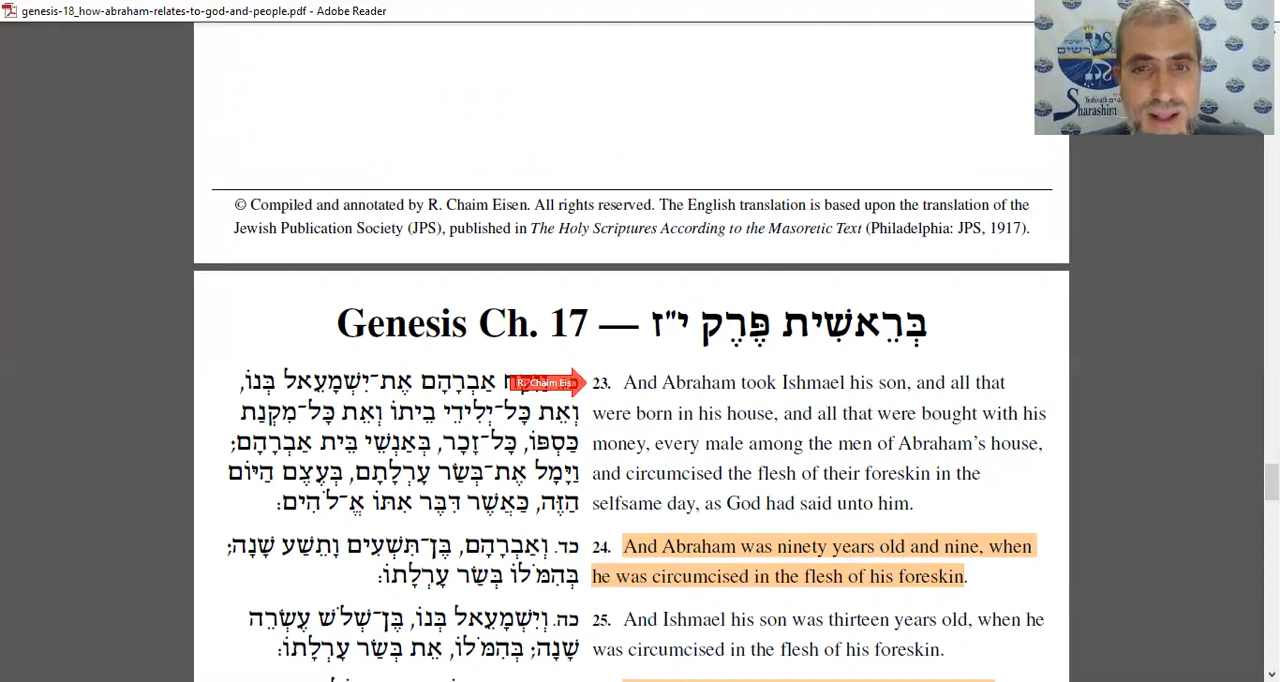 genesis-18_how-abraham-relates-to-god-and-people.pdf - Adobe Reader
ישיבת
שרשים
Yeshivath
Sharashim
© Compiled and annotated by R. Chaim Eisen. All rights reserved. The English translation is based upon the translation of the
Jewish Publication Society (JPS), published in The Holy Scriptures According to the Masoretic Text (Philadelphia: JPS, 1917).
Genesis Ch. 17 — בְּרֵאשִׁית פֶּרֶק י"ז
אַבְרָהָם אֶת־יִשְׁמָעֵאל בְּנוֹ,
וְאֵת כָּל־יְלִידֵי בֵיתוֹ וְאֵת כָּל־מִקְנַת
כַּסְפּוֹ, כָּל־זָכָר, בְּאַנְשֵׁי בֵּית אַבְרָהָם;
וַיָּמָל אֶת־בְּשַׂר עָרְלָתָם, בְּעֶצֶם הַיּוֹם
הַזֶּה, כַּאֲשֶׁר דִּבֶּר אִתּוֹ אֱ־לֹהִים:
R. Chaim Eis
23. And Abraham took Ishmael his son, and all that
were born in his house, and all that were bought with his
money, every male among the men of Abraham's house,
and circumcised the flesh of their foreskin in the
selfsame day, as God had said unto him.
כד. וְאַבְרָהָם, בֶּן־תִּשְׁעִים וָתֵשַׁע שָׁנָה;
בְּהִמֹּלוֹ בְּשַׂר עָרְלָתוֹ:
24. And Abraham was ninety years old and nine, when
he was circumcised in the flesh of his foreskin.
כה. וְיִשְׁמָעֵאל בְּנוֹ, בֶּן־שְׁלֹשׁ עֶשְׂרֵה
שָׁנָה; בְּהִמֹּלוֹ, אֵת בְּשַׂר עָרְלָתוֹ:
25. And Ishmael his son was thirteen years old, when he
was circumcised in the flesh of his foreskin.